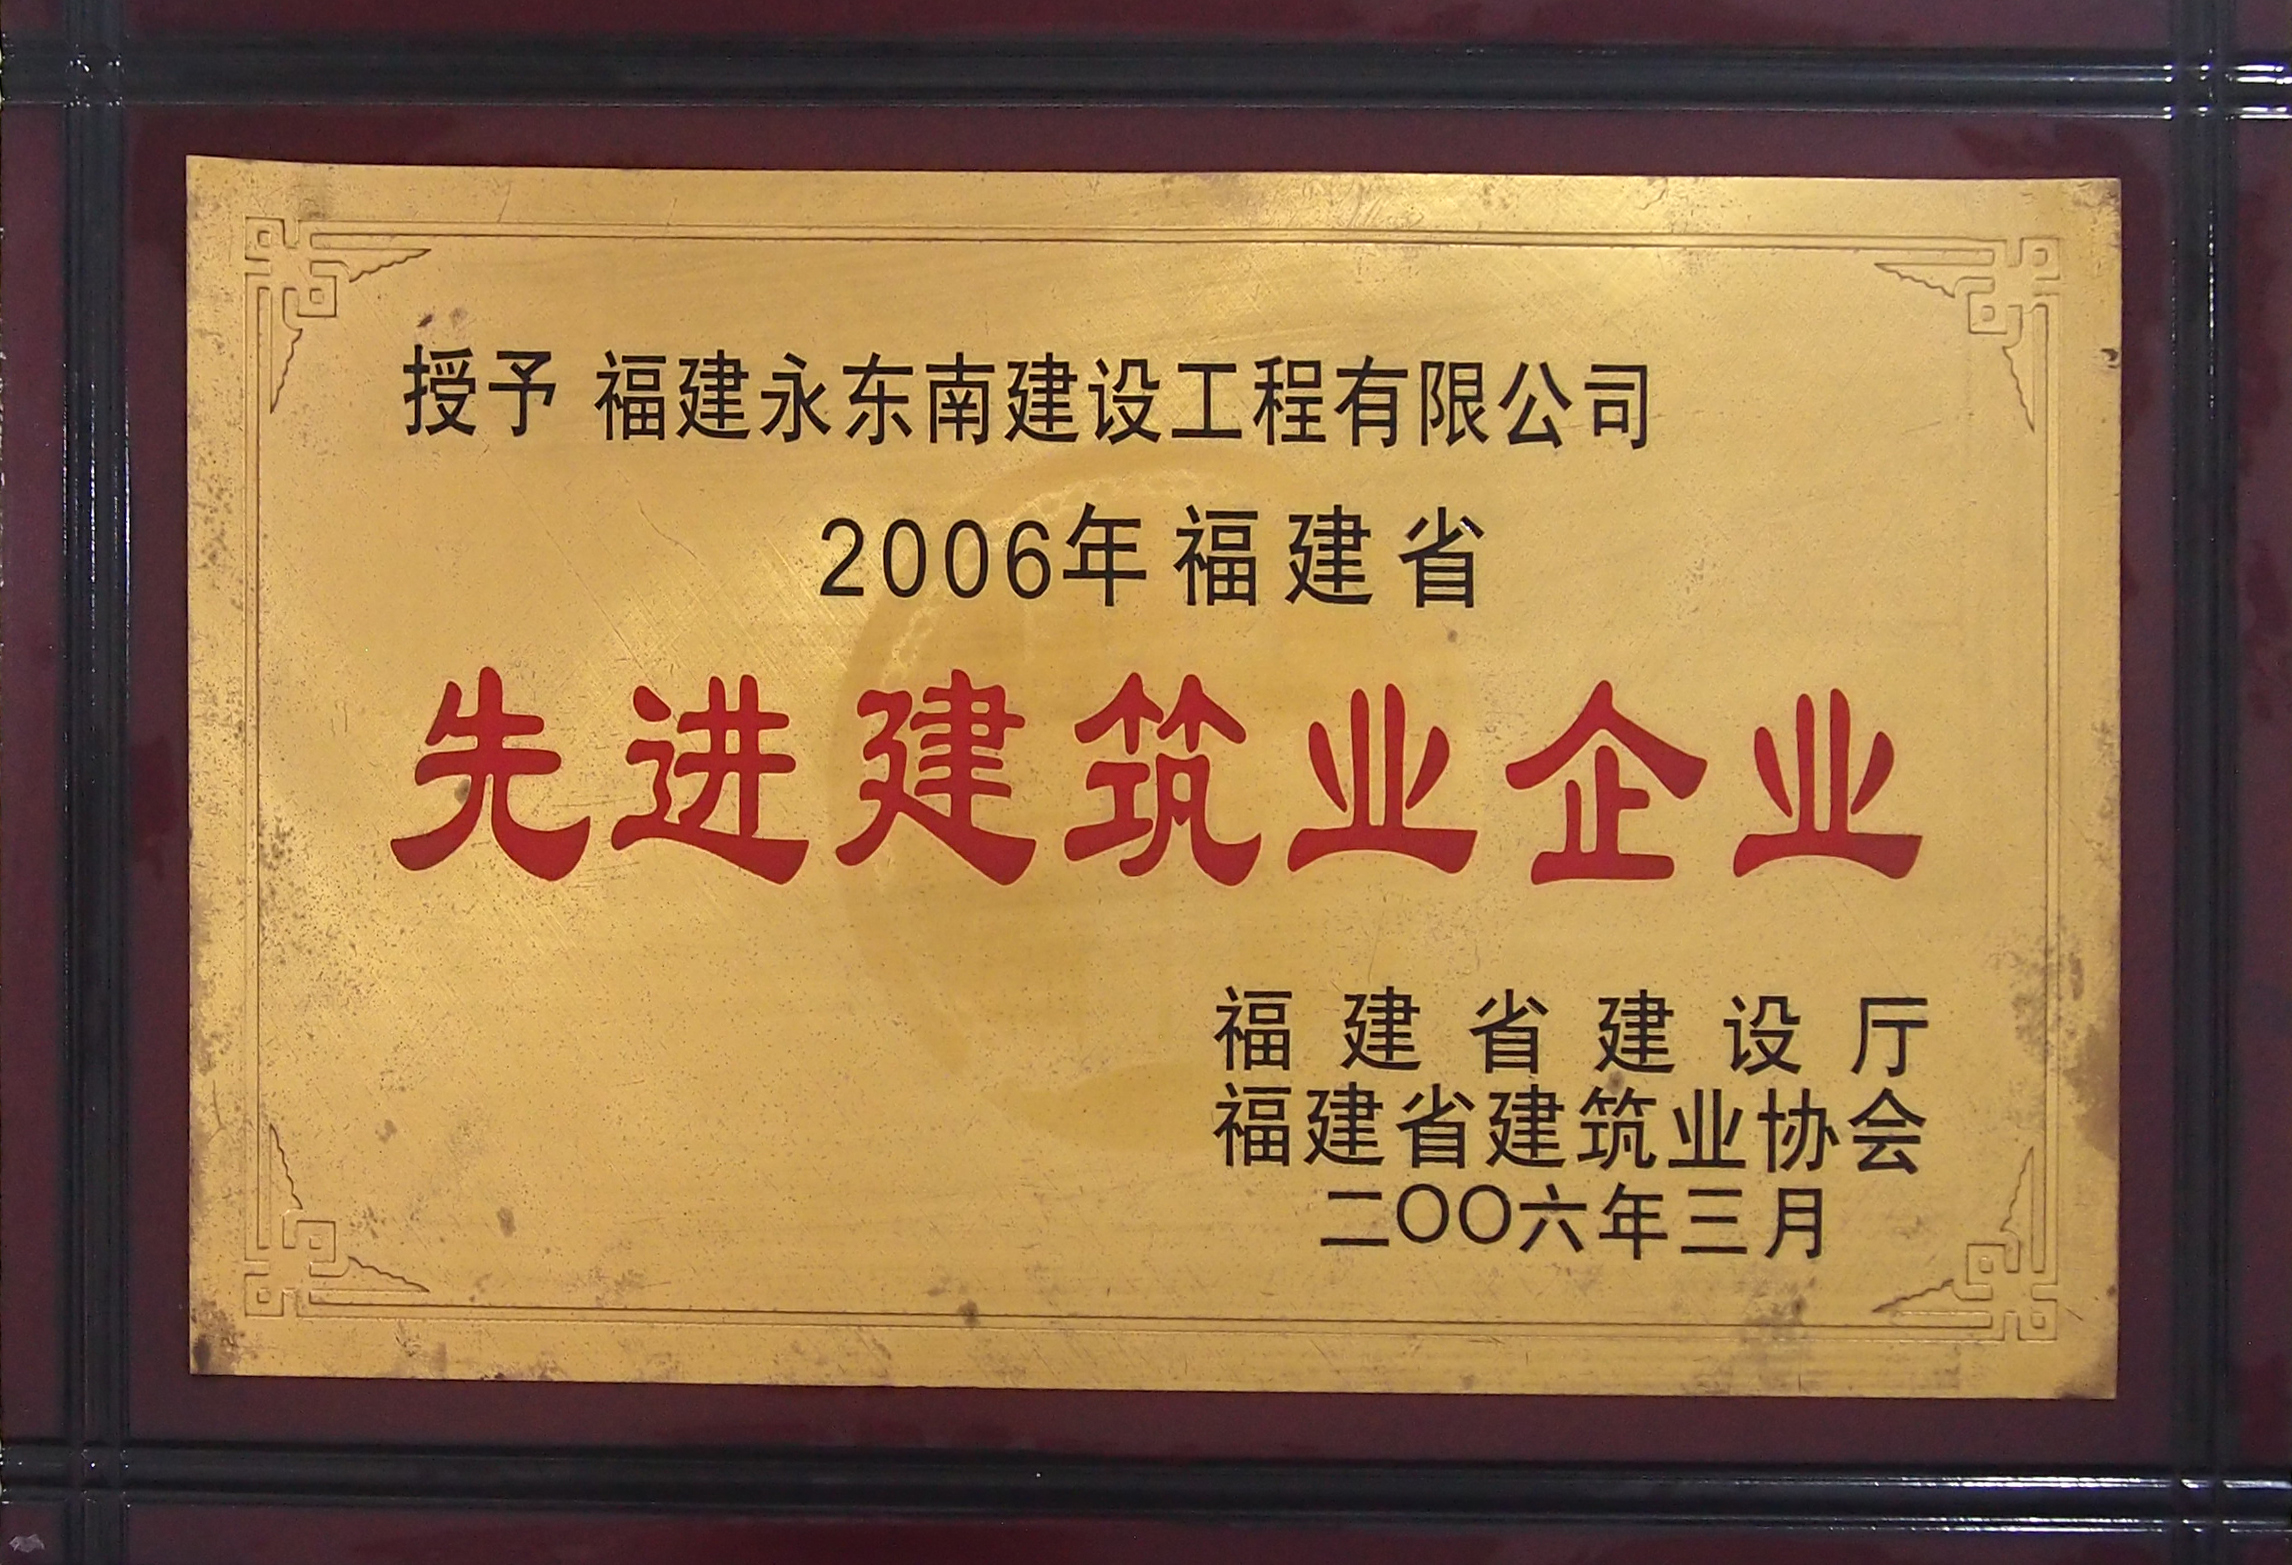 授予 福建永东南建设工程有限公司
2006年福建省
先进建筑业企业
福建省建设厅
福建省建筑业协会
二〇〇六年三月